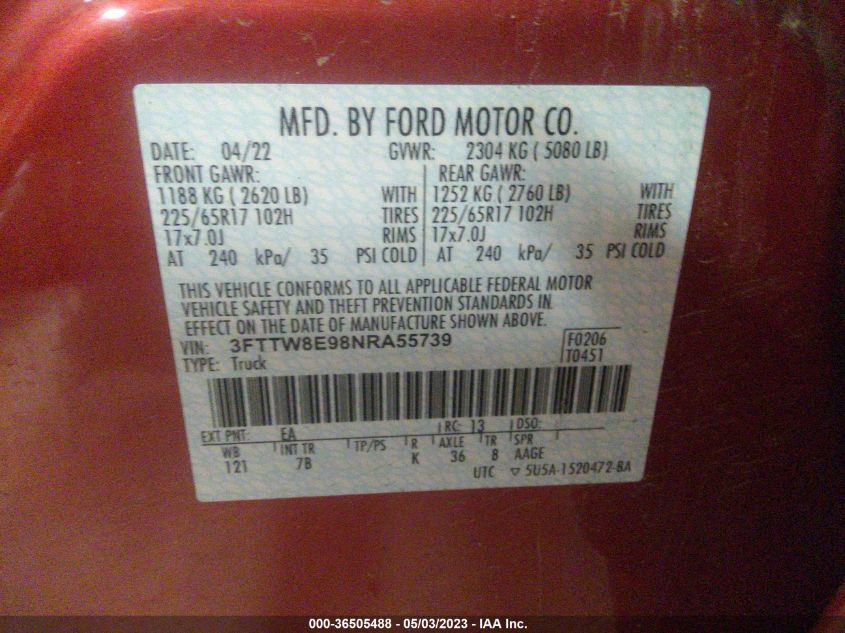 MFD. BY FORD MOTOR CO.
DATE: 04/22 GVWR: 2304 KG ( 5080 LB)
FRONT GAWR: REAR GAWR:
1188 KG ( 2620 LB) WITH 1252 KG ( 2760 LB) WITH
225/65R17 102H TIRES 225/65R17 102H TIRES
17x7.0J RIMS 17x7.0J RIMS
AT 240 kPa/ 35 PSI COLD AT 240 kPa/ 35 PSI COLD
THIS VEHICLE CONFORMS TO ALL APPLICABLE FEDERAL MOTOR
VEHICLE SAFETY AND THEFT PREVENTION STANDARDS IN
EFFECT ON THE DATE OF MANUFACTURE SHOWN ABOVE.
VIN: 3FTTW8E98NRA55739 F0206
TYPE: Truck T0451
EXT PNT: EA RC: 13 DSO:
WB INT TR TP/PS R AXLE TR SPR
121 7B K 36 8 AAGE
UTC ▽ 5U5A-1520472-BA
000-36505488 - 05/03/2023 - IAA Inc.